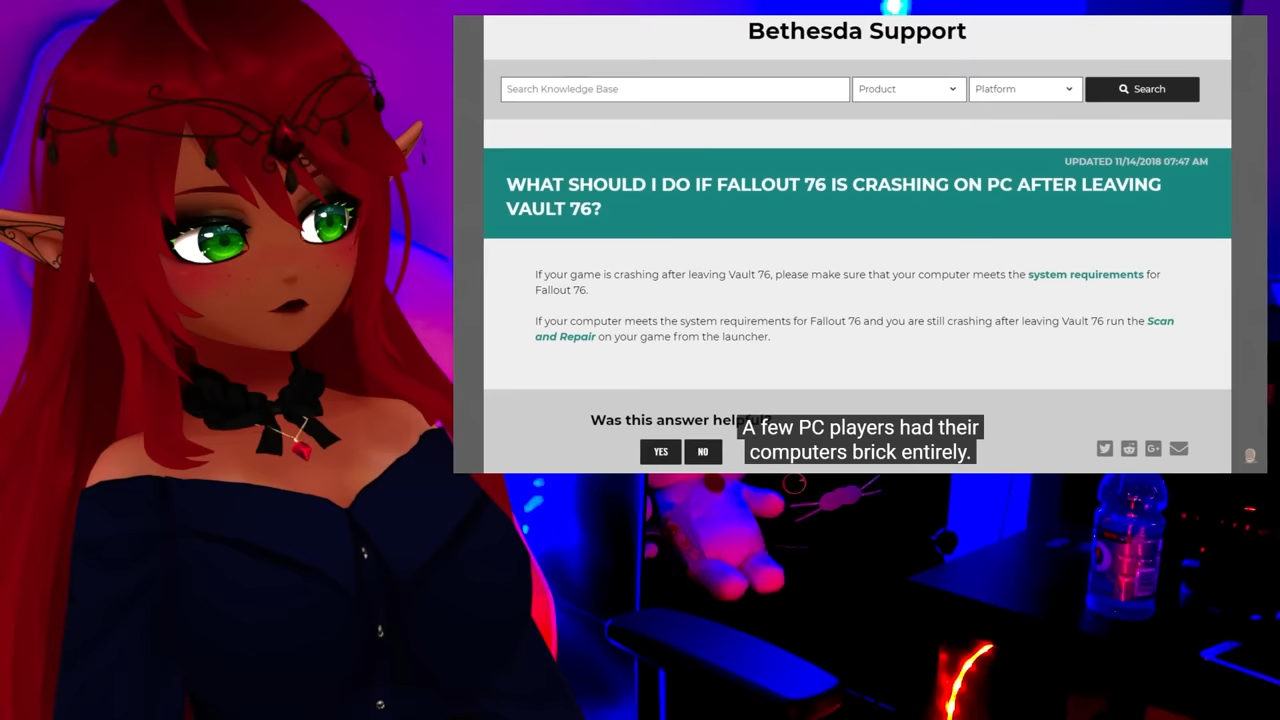 Bethesda Support
Search Knowledge Base
Product
Platform
Search
UPDATED 11/14/2018 07:47 AM
WHAT SHOULD I DO IF FALLOUT 76 IS CRASHING ON PC AFTER LEAVING
VAULT 76?
If your game is crashing after leaving Vault 76, please make sure that your computer meets the system requirements for
Fallout 76.
If your computer meets the system requirements for Fallout 76 and you are still crashing after leaving Vault 76 run the Scan
and Repair on your game from the launcher.
Was this answer helpful?
A few PC players had their
computers brick entirely.
YES
NO